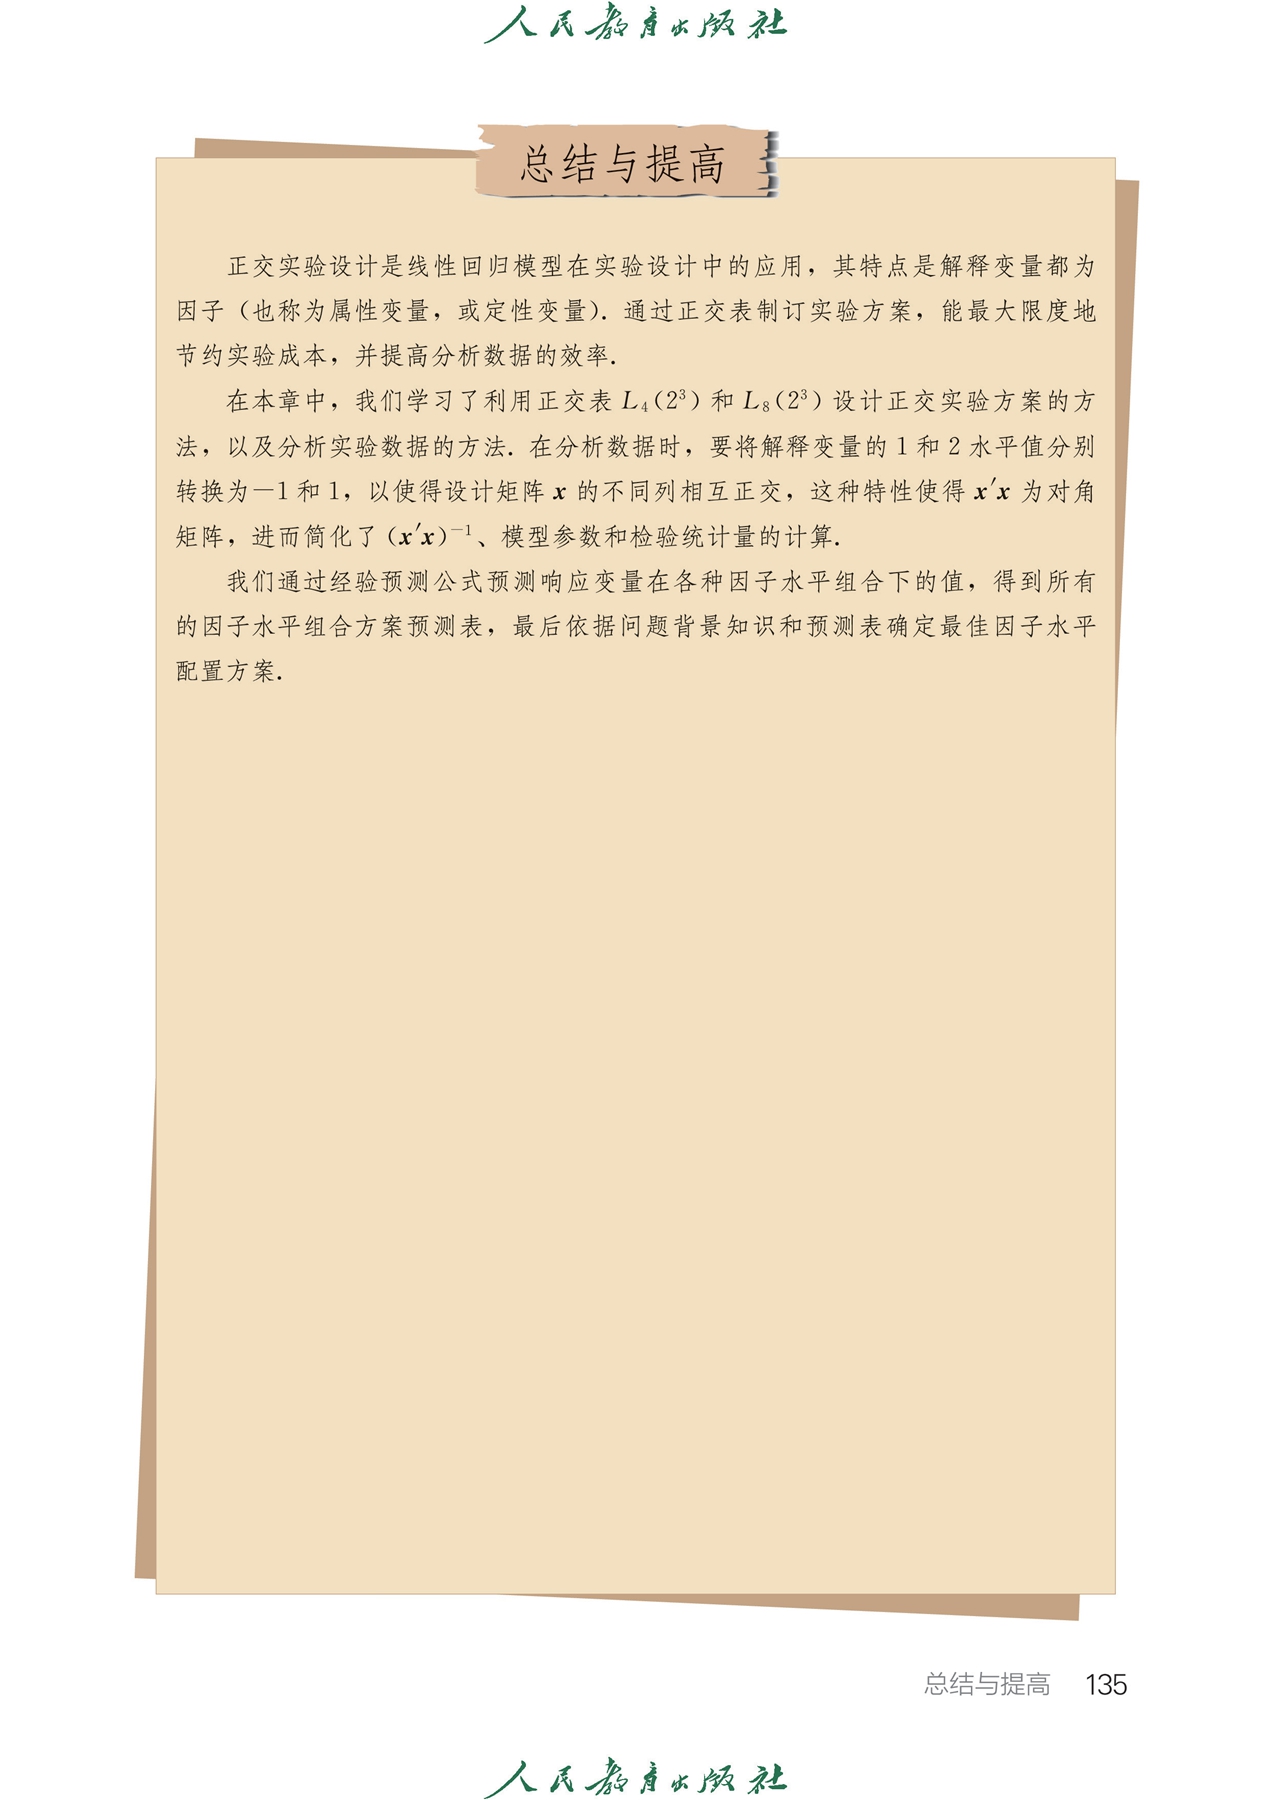 人民教育出版社
总结与提高
正交实验设计是线性回归模型在实验设计中的应用，其特点是解释变量都为
因子（也称为属性变量，或定性变量）．通过正交表制订实验方案，能最大限度地
节约实验成本，并提高分析数据的效率．
在本章中，我们学习了利用正交表 L₄(2³) 和 L₈(2³) 设计正交实验方案的方
法，以及分析实验数据的方法．在分析数据时，要将解释变量的 1 和 2 水平值分别
转换为－1 和 1，以使得设计矩阵 x 的不同列相互正交，这种特性使得 x′x 为对角
矩阵，进而简化了 (x′x)⁻¹、模型参数和检验统计量的计算．
我们通过经验预测公式预测响应变量在各种因子水平组合下的值，得到所有
的因子水平组合方案预测表，最后依据问题背景知识和预测表确定最佳因子水平
配置方案．
总结与提高 135
人民教育出版社